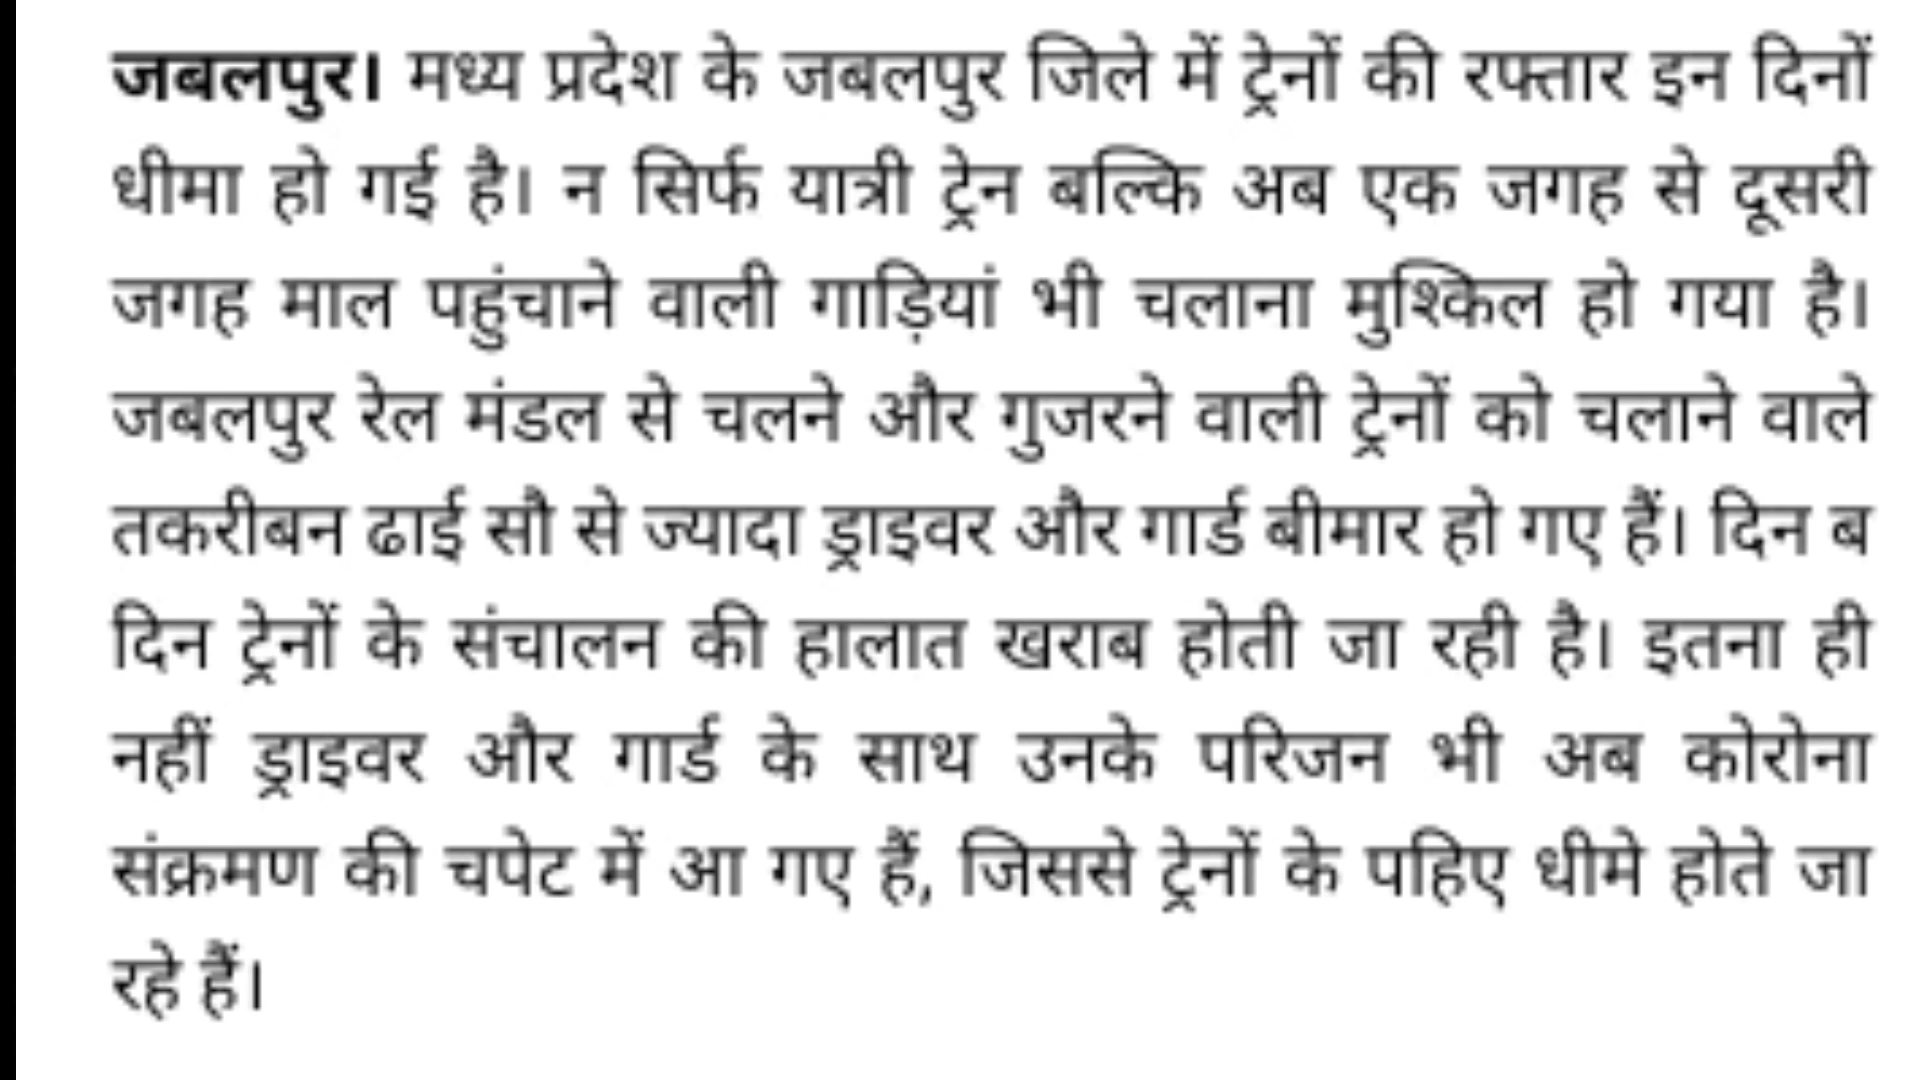 जबलपुर। मध्य प्रदेश के जबलपुर जिले में ट्रेनों की रफ्तार इन दिनों
धीमा हो गई है। न सिर्फ यात्री ट्रेन बल्कि अब एक जगह से दूसरी
जगह माल पहुंचाने वाली गाड़ियां भी चलाना मुश्किल हो गया है।
जबलपुर रेल मंडल से चलने और गुजरने वाली ट्रेनों को चलाने वाले
तकरीबन ढाई सौ से ज्यादा ड्राइवर और गार्ड बीमार हो गए हैं। दिन ब
दिन ट्रेनों के संचालन की हालात खराब होती जा रही है। इतना ही
नहीं ड्राइवर और गार्ड के साथ उनके परिजन भी अब कोरोना
संक्रमण की चपेट में आ गए हैं, जिससे ट्रेनों के पहिए धीमे होते जा
रहे हैं।